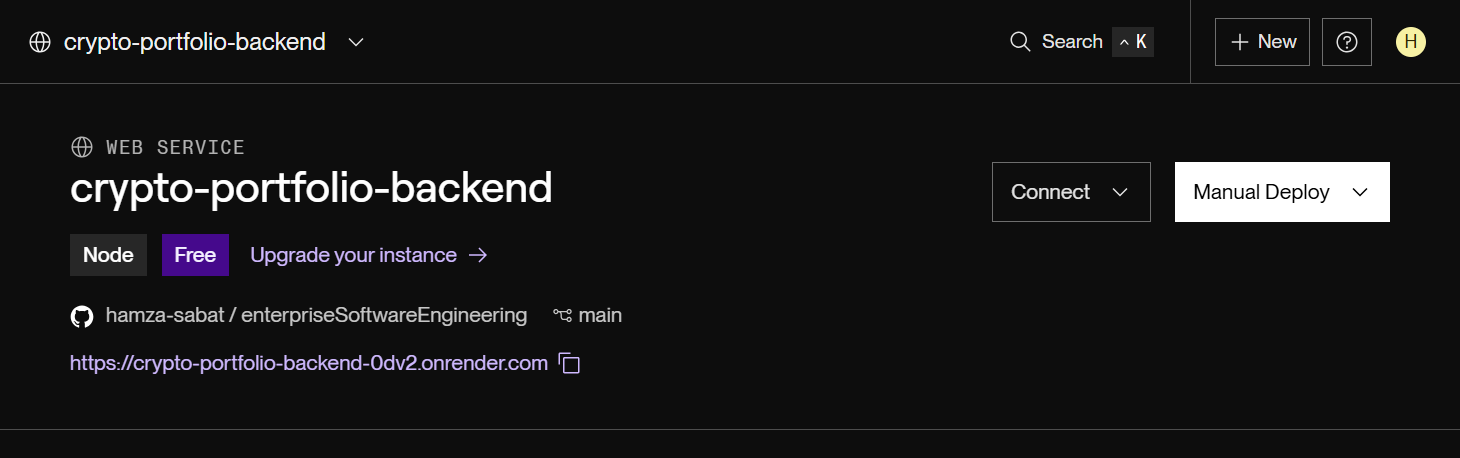 crypto-portfolio-backend
Search ^ K
+ New
?
H
WEB SERVICE
crypto-portfolio-backend
Connect
Manual Deploy
Node
Free
Upgrade your instance →
hamza-sabat / enterpriseSoftwareEngineering
main
https://crypto-portfolio-backend-0dv2.onrender.com